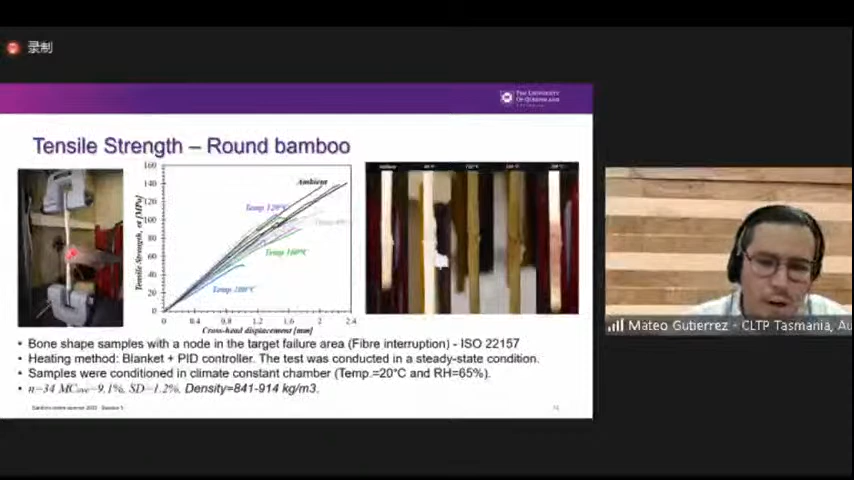 录制
THE UNIVERSITY
OF QUEENSLAND
AUSTRALIA
Tensile Strength – Round bamboo
160
140
120
100
80
60
40
20
0
Tensile Strength, σt [MPa]
Ambient
Temp 120°C
Temp 160°C
Temp 200°C
0 0.4 0.8 1.2 1.6 2 2.4
Cross-head displacement [mm]
Ambient
• Bone shape samples with a node in the target failure area (Fibre interruption) - ISO 22157
• Heating method: Blanket + PID controller. The test was conducted in a steady-state condition.
• Samples were conditioned in climate constant chamber (Temp.=20°C and RH=65%).
• n=34 MCave=9.1%, SD=1.2%, Density=841-914 kg/m3.
Mateo Gutierrez - CLTP Tasmania, Au